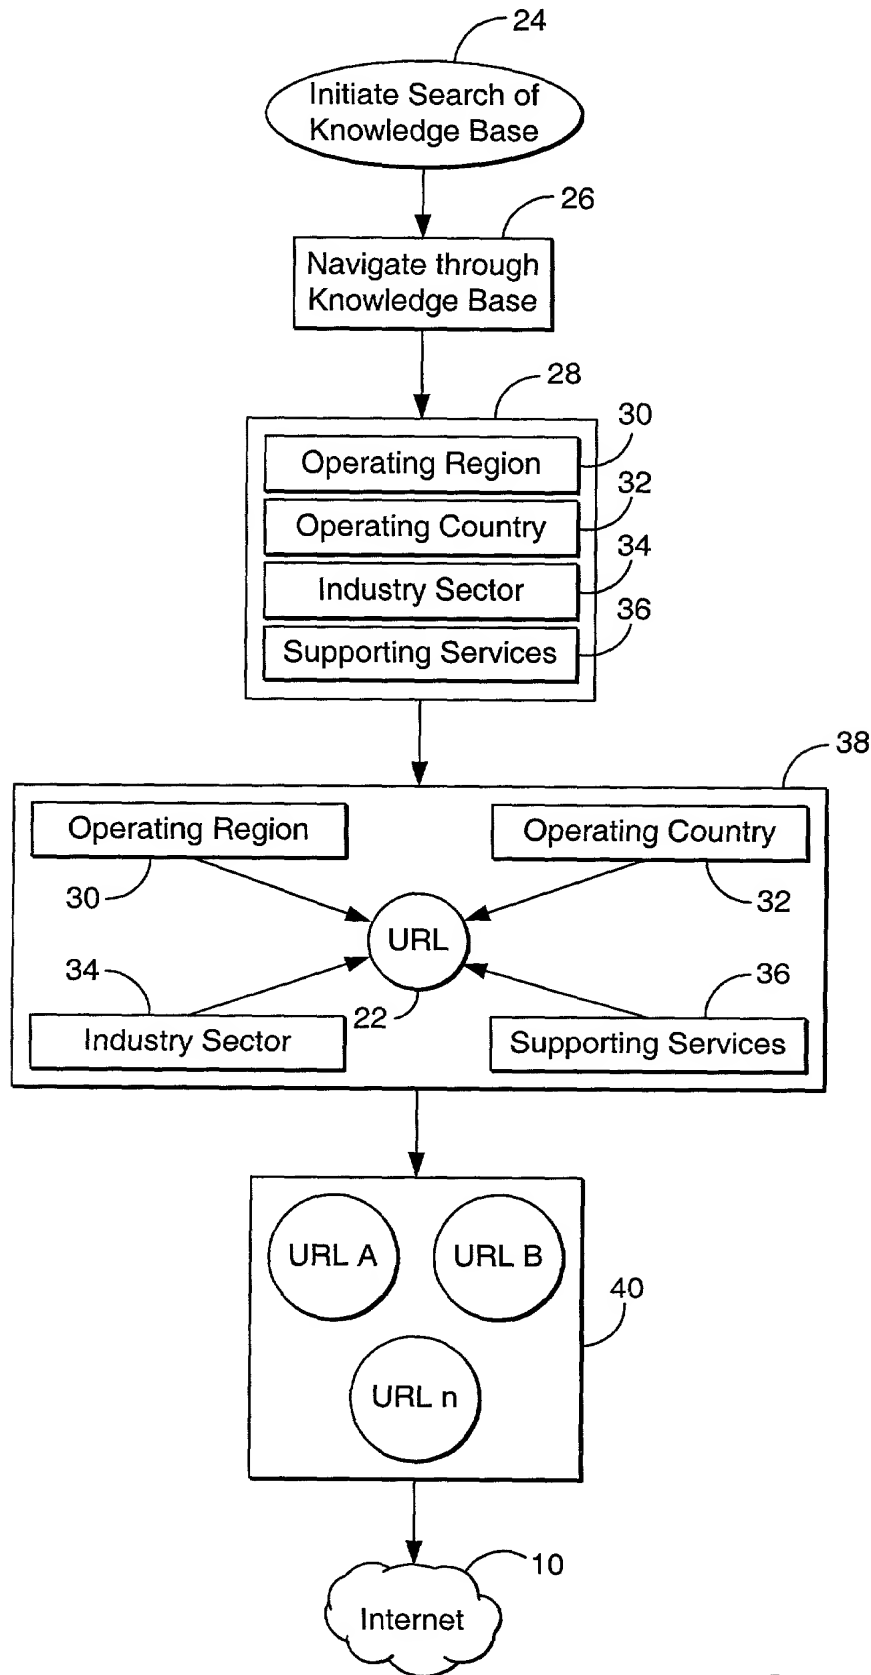 24
Initiate Search of
Knowledge Base
26
Navigate through
Knowledge Base
28
30
Operating Region
32
Operating Country
34
Industry Sector
36
Supporting Services
38
Operating Region
Operating Country
30
32
URL
34
36
22
Industry Sector
Supporting Services
URL A
URL B
40
URL n
10
Internet